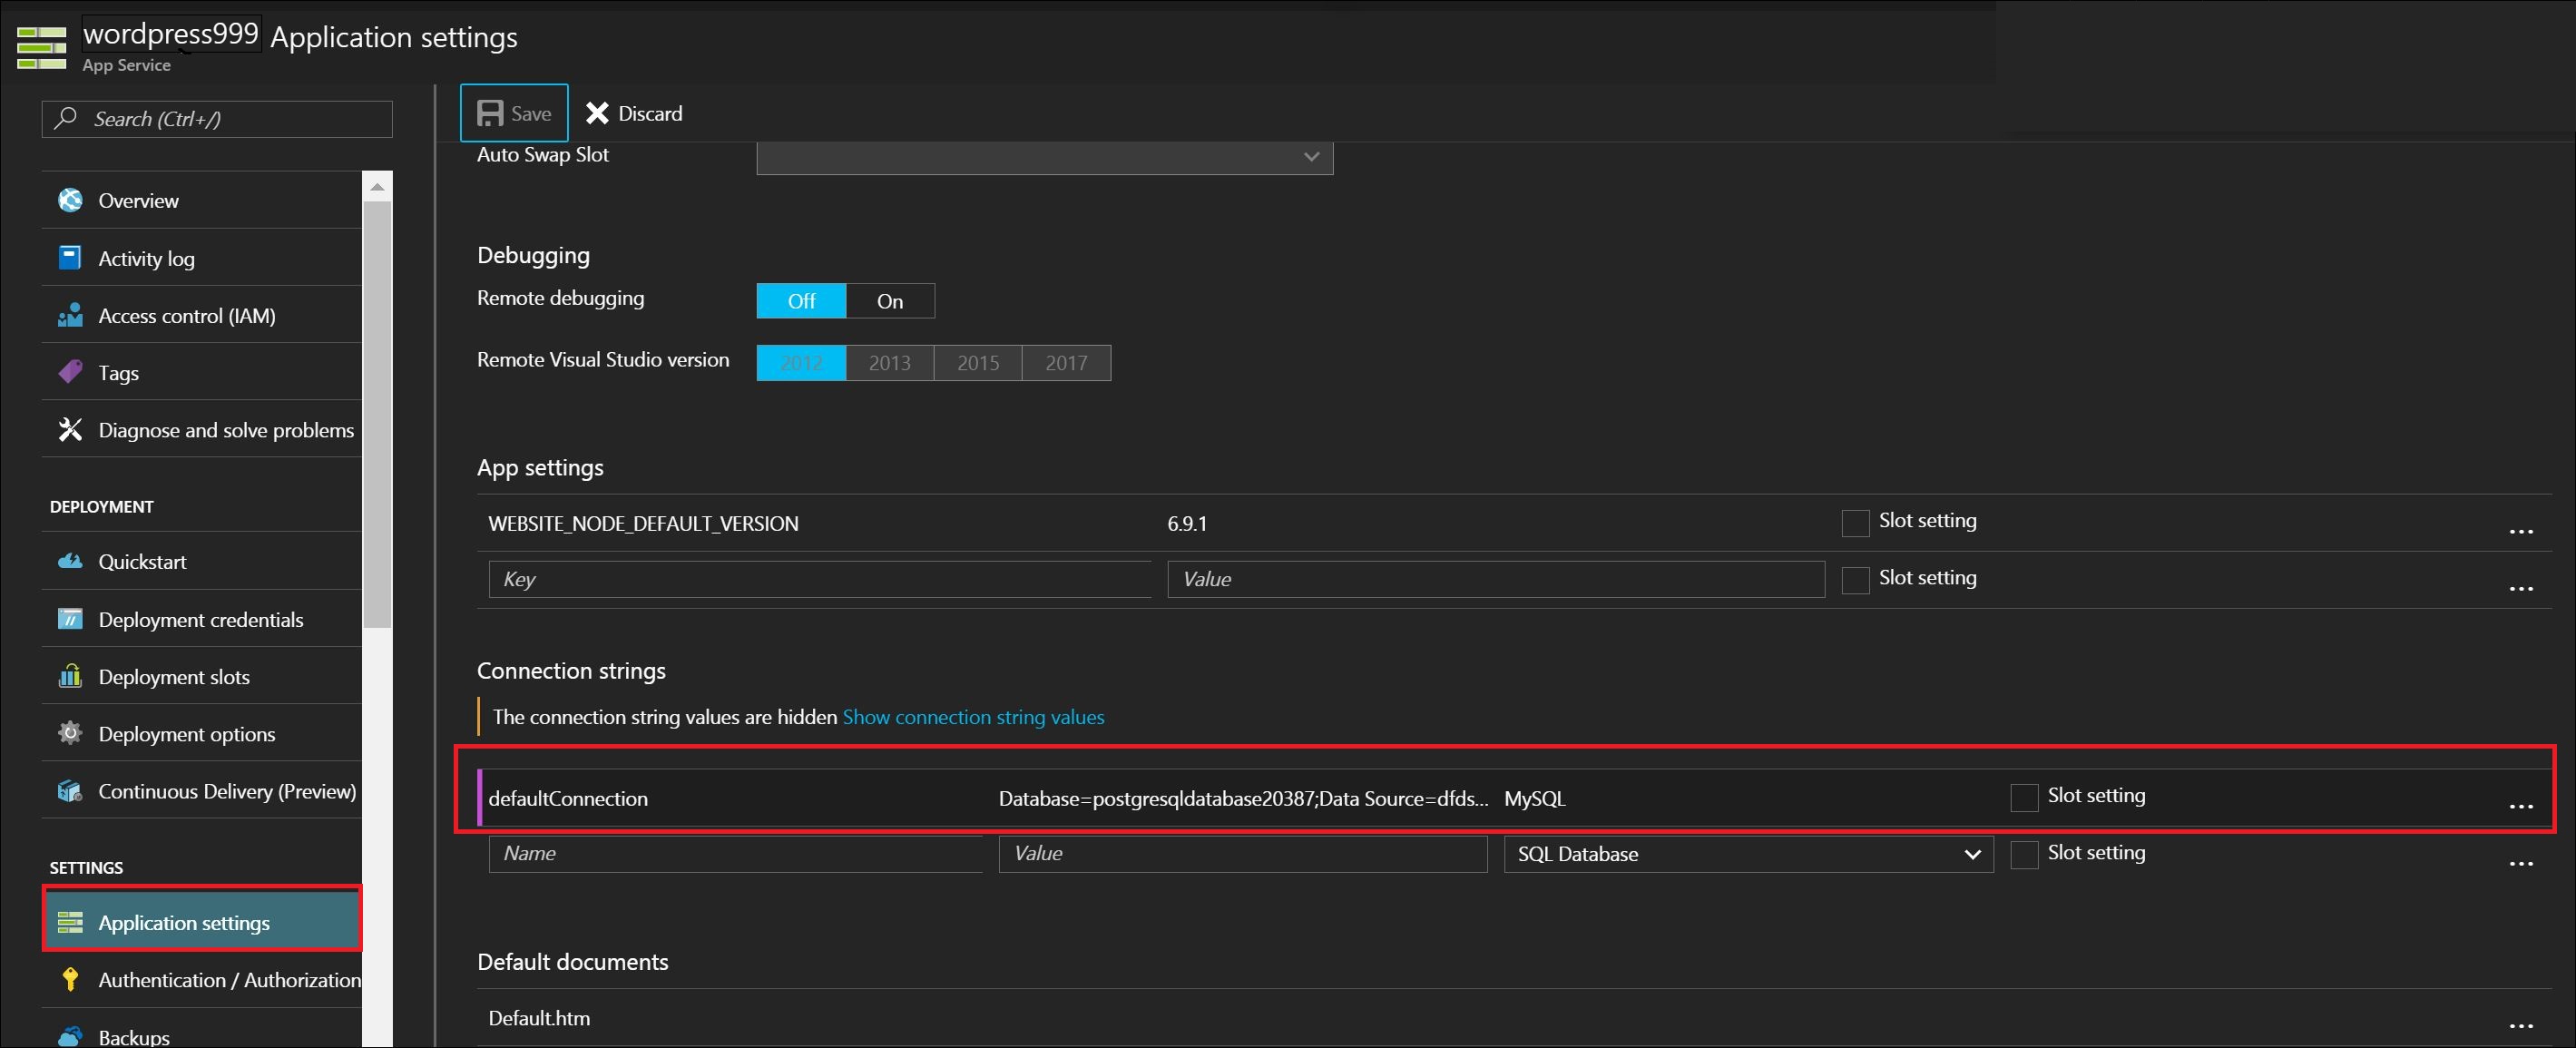 wordpress999 Application settings
App Service
Search (Ctrl+/)
Overview
Activity log
Access control (IAM)
Tags
Diagnose and solve problems
DEPLOYMENT
Quickstart
Deployment credentials
Deployment slots
Deployment options
Continuous Delivery (Preview)
SETTINGS
Application settings
Authentication / Authorization
Backups
Save Discard
Auto Swap Slot
Debugging
Remote debugging Off On
Remote Visual Studio version 2012 2013 2015 2017
App settings
WEBSITE_NODE_DEFAULT_VERSION 6.9.1 Slot setting ...
Key Value Slot setting ...
Connection strings
The connection string values are hidden Show connection string values
defaultConnection Database=postgresqldatabase20387;Data Source=dfds... MySQL Slot setting ...
Name Value SQL Database Slot setting ...
Default documents
Default.htm ...